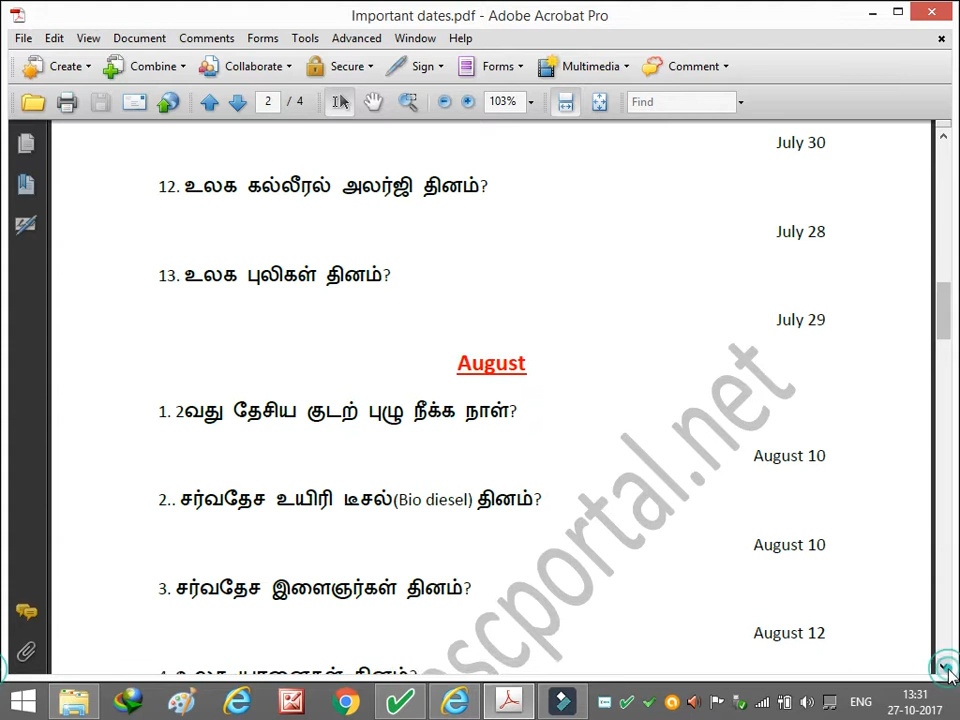 Important dates.pdf - Adobe Acrobat Pro
File Edit View Document Comments Forms Tools Advanced Window Help
Create Combine Collaborate Secure Sign Forms Multimedia Comment
2 / 4 103% Find
July 30
12. உலக கல்லீரல் அலர்ஜி தினம்?
July 28
13. உலக புலிகள் தினம்?
July 29
August
1. 2வது தேசிய குடற் புழு நீக்க நாள்?
August 10
2.. சர்வதேச உயிரி டீசல்(Bio diesel) தினம்?
August 10
3. சர்வதேச இளைஞர்கள் தினம்?
August 12
scportal.net
ENG
13:31
27-10-2017